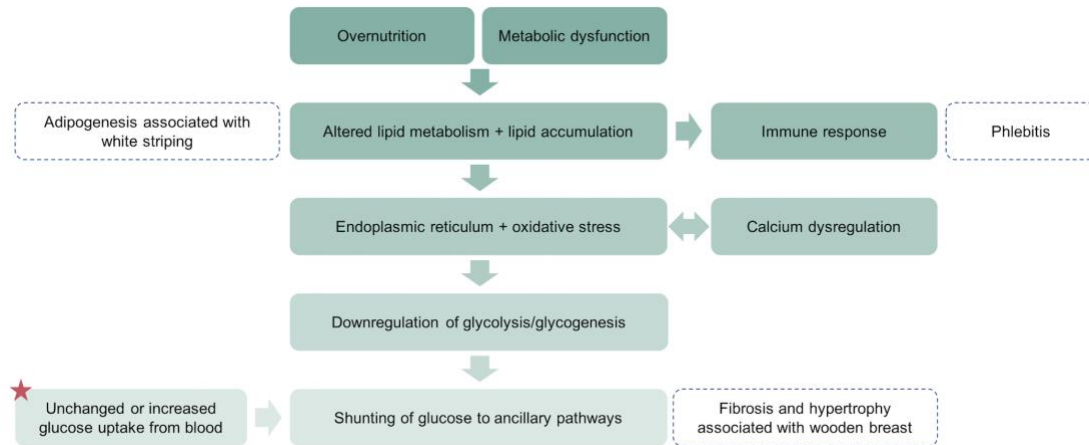 Overnutrition
Metabolic dysfunction
Adipogenesis associated with
white striping
Altered lipid metabolism + lipid accumulation
Immune response
Phlebitis
Endoplasmic reticulum + oxidative stress
Calcium dysregulation
Downregulation of glycolysis/glycogenesis
Unchanged or increased
glucose uptake from blood
Shunting of glucose to ancillary pathways
Fibrosis and hypertrophy
associated with wooden breast